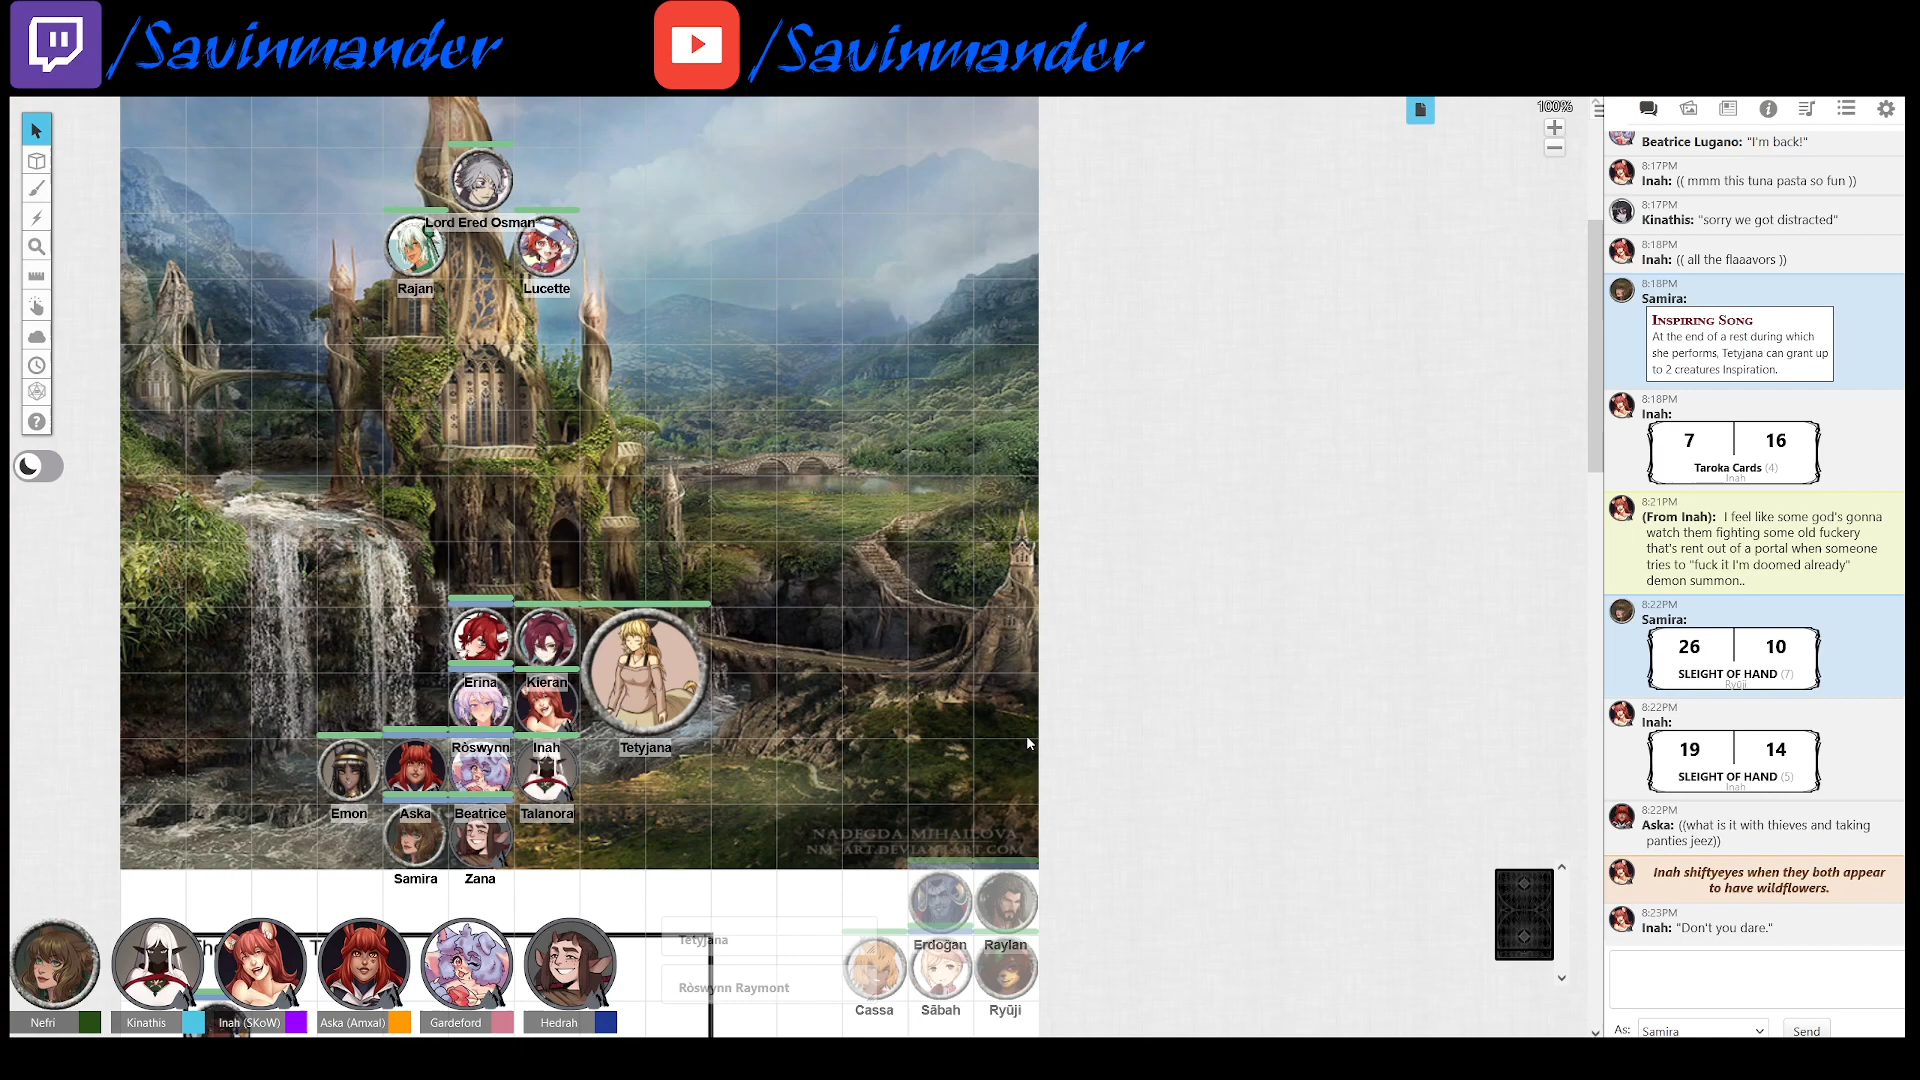 /Savinmander
/Savinmander
100%
Lord Ered Osman
Rajan
Lucette
Erina
Kieran
Ròswynn
Inah
Tetyjana
Emon
Aska
Beatrice
Talanora
Samira
Zana
NADEGDA MIHAILOVA
NM-ART.DEVIANTART.COM
Erdoğan
Raylan
Cassa
Sābah
Ryūji
Tetyjana
Ròswynn Raymont
Nefri
Kinathis
Inah (SKoW)
Aska (Amxal)
Gardeford
Hedrah
Beatrice Lugano: "I'm back!"
8:17PM
Inah: (( mmm this tuna pasta so fun ))
8:17PM
Kinathis: "sorry we got distracted"
8:18PM
Inah: (( all the flaaavors ))
8:18PM
Samira:
INSPIRING SONG
At the end of a rest during which
she performs, Tetyjana can grant up
to 2 creatures Inspiration.
8:18PM
Inah:
7 16
Taroka Cards (4)
Inah
8:21PM
(From Inah): I feel like some god's gonna
watch them fighting some old fuckery
that's rent out of a portal when someone
tries to "fuck it I'm doomed already"
demon summon..
8:22PM
Samira:
26 10
SLEIGHT OF HAND (7)
Ryūji
8:22PM
Inah:
19 14
SLEIGHT OF HAND (5)
Inah
8:22PM
Aska: ((what is it with thieves and taking
panties jeez))
Inah shiftyeyes when they both appear
to have wildflowers.
8:23PM
Inah: "Don't you dare."
As:
Samira
Send